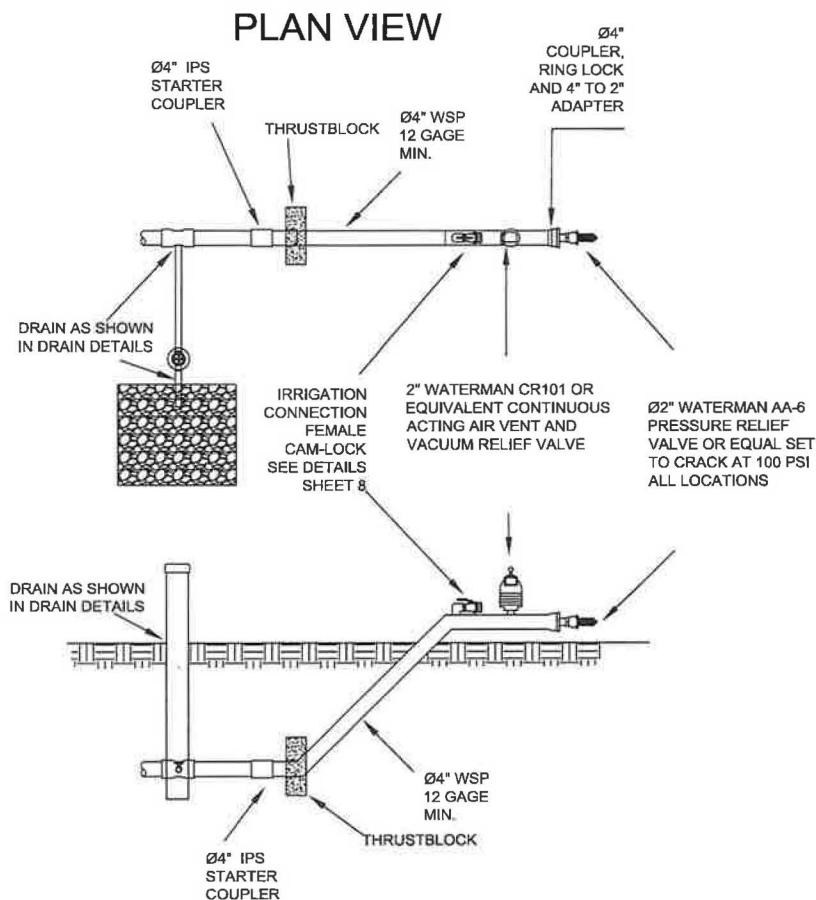 PLAN VIEW
Ø4" IPS
STARTER
COUPLER
THRUSTBLOCK
Ø4" WSP
12 GAGE
MIN.
Ø4"
COUPLER,
RING LOCK
AND 4" TO 2"
ADAPTER
DRAIN AS SHOWN
IN DRAIN DETAILS
IRRIGATION
CONNECTION
FEMALE
CAM-LOCK
SEE DETAILS
SHEET 8
2" WATERMAN CR101 OR
EQUIVALENT CONTINUOUS
ACTING AIR VENT AND
VACUUM RELIEF VALVE
Ø2" WATERMAN AA-6
PRESSURE RELIEF
VALVE OR EQUAL SET
TO CRACK AT 100 PSI
ALL LOCATIONS
DRAIN AS SHOWN
IN DRAIN DETAILS
Ø4" WSP
12 GAGE
MIN.
THRUSTBLOCK
Ø4" IPS
STARTER
COUPLER